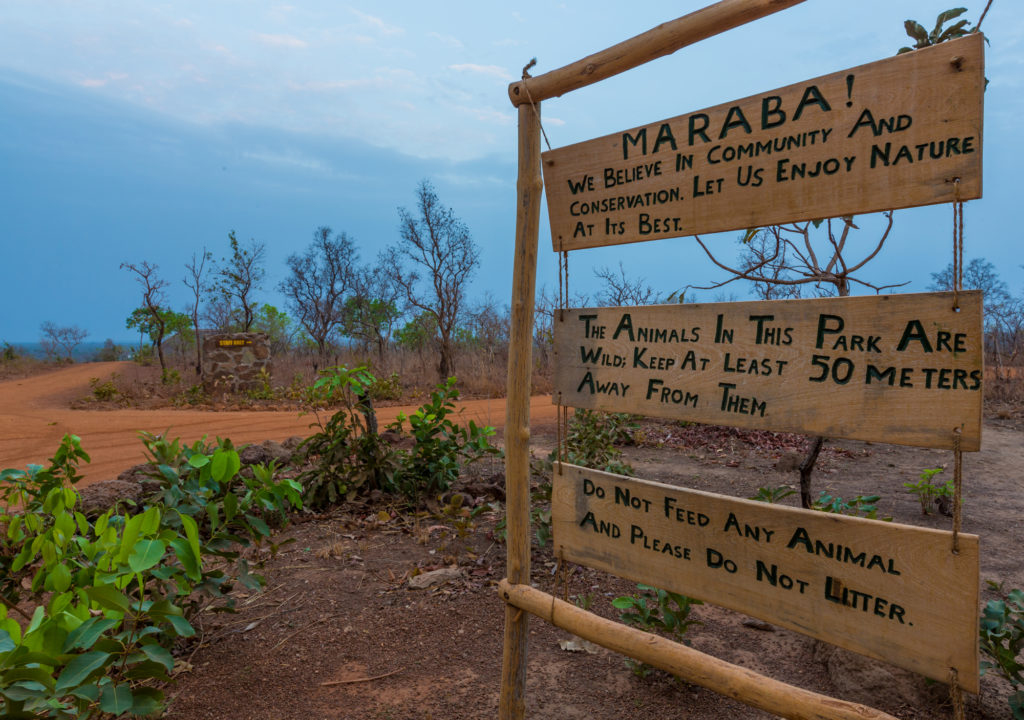 MARABA!
WE BELIEVE IN COMMUNITY AND
CONSERVATION. LET US ENJOY NATURE
AT ITS BEST.
THE ANIMALS IN THIS PARK ARE
WILD; KEEP AT LEAST 50 METERS
AWAY FROM THEM.
DO NOT FEED ANY ANIMAL
AND PLEASE DO NOT LITTER.
STAFF ONLY